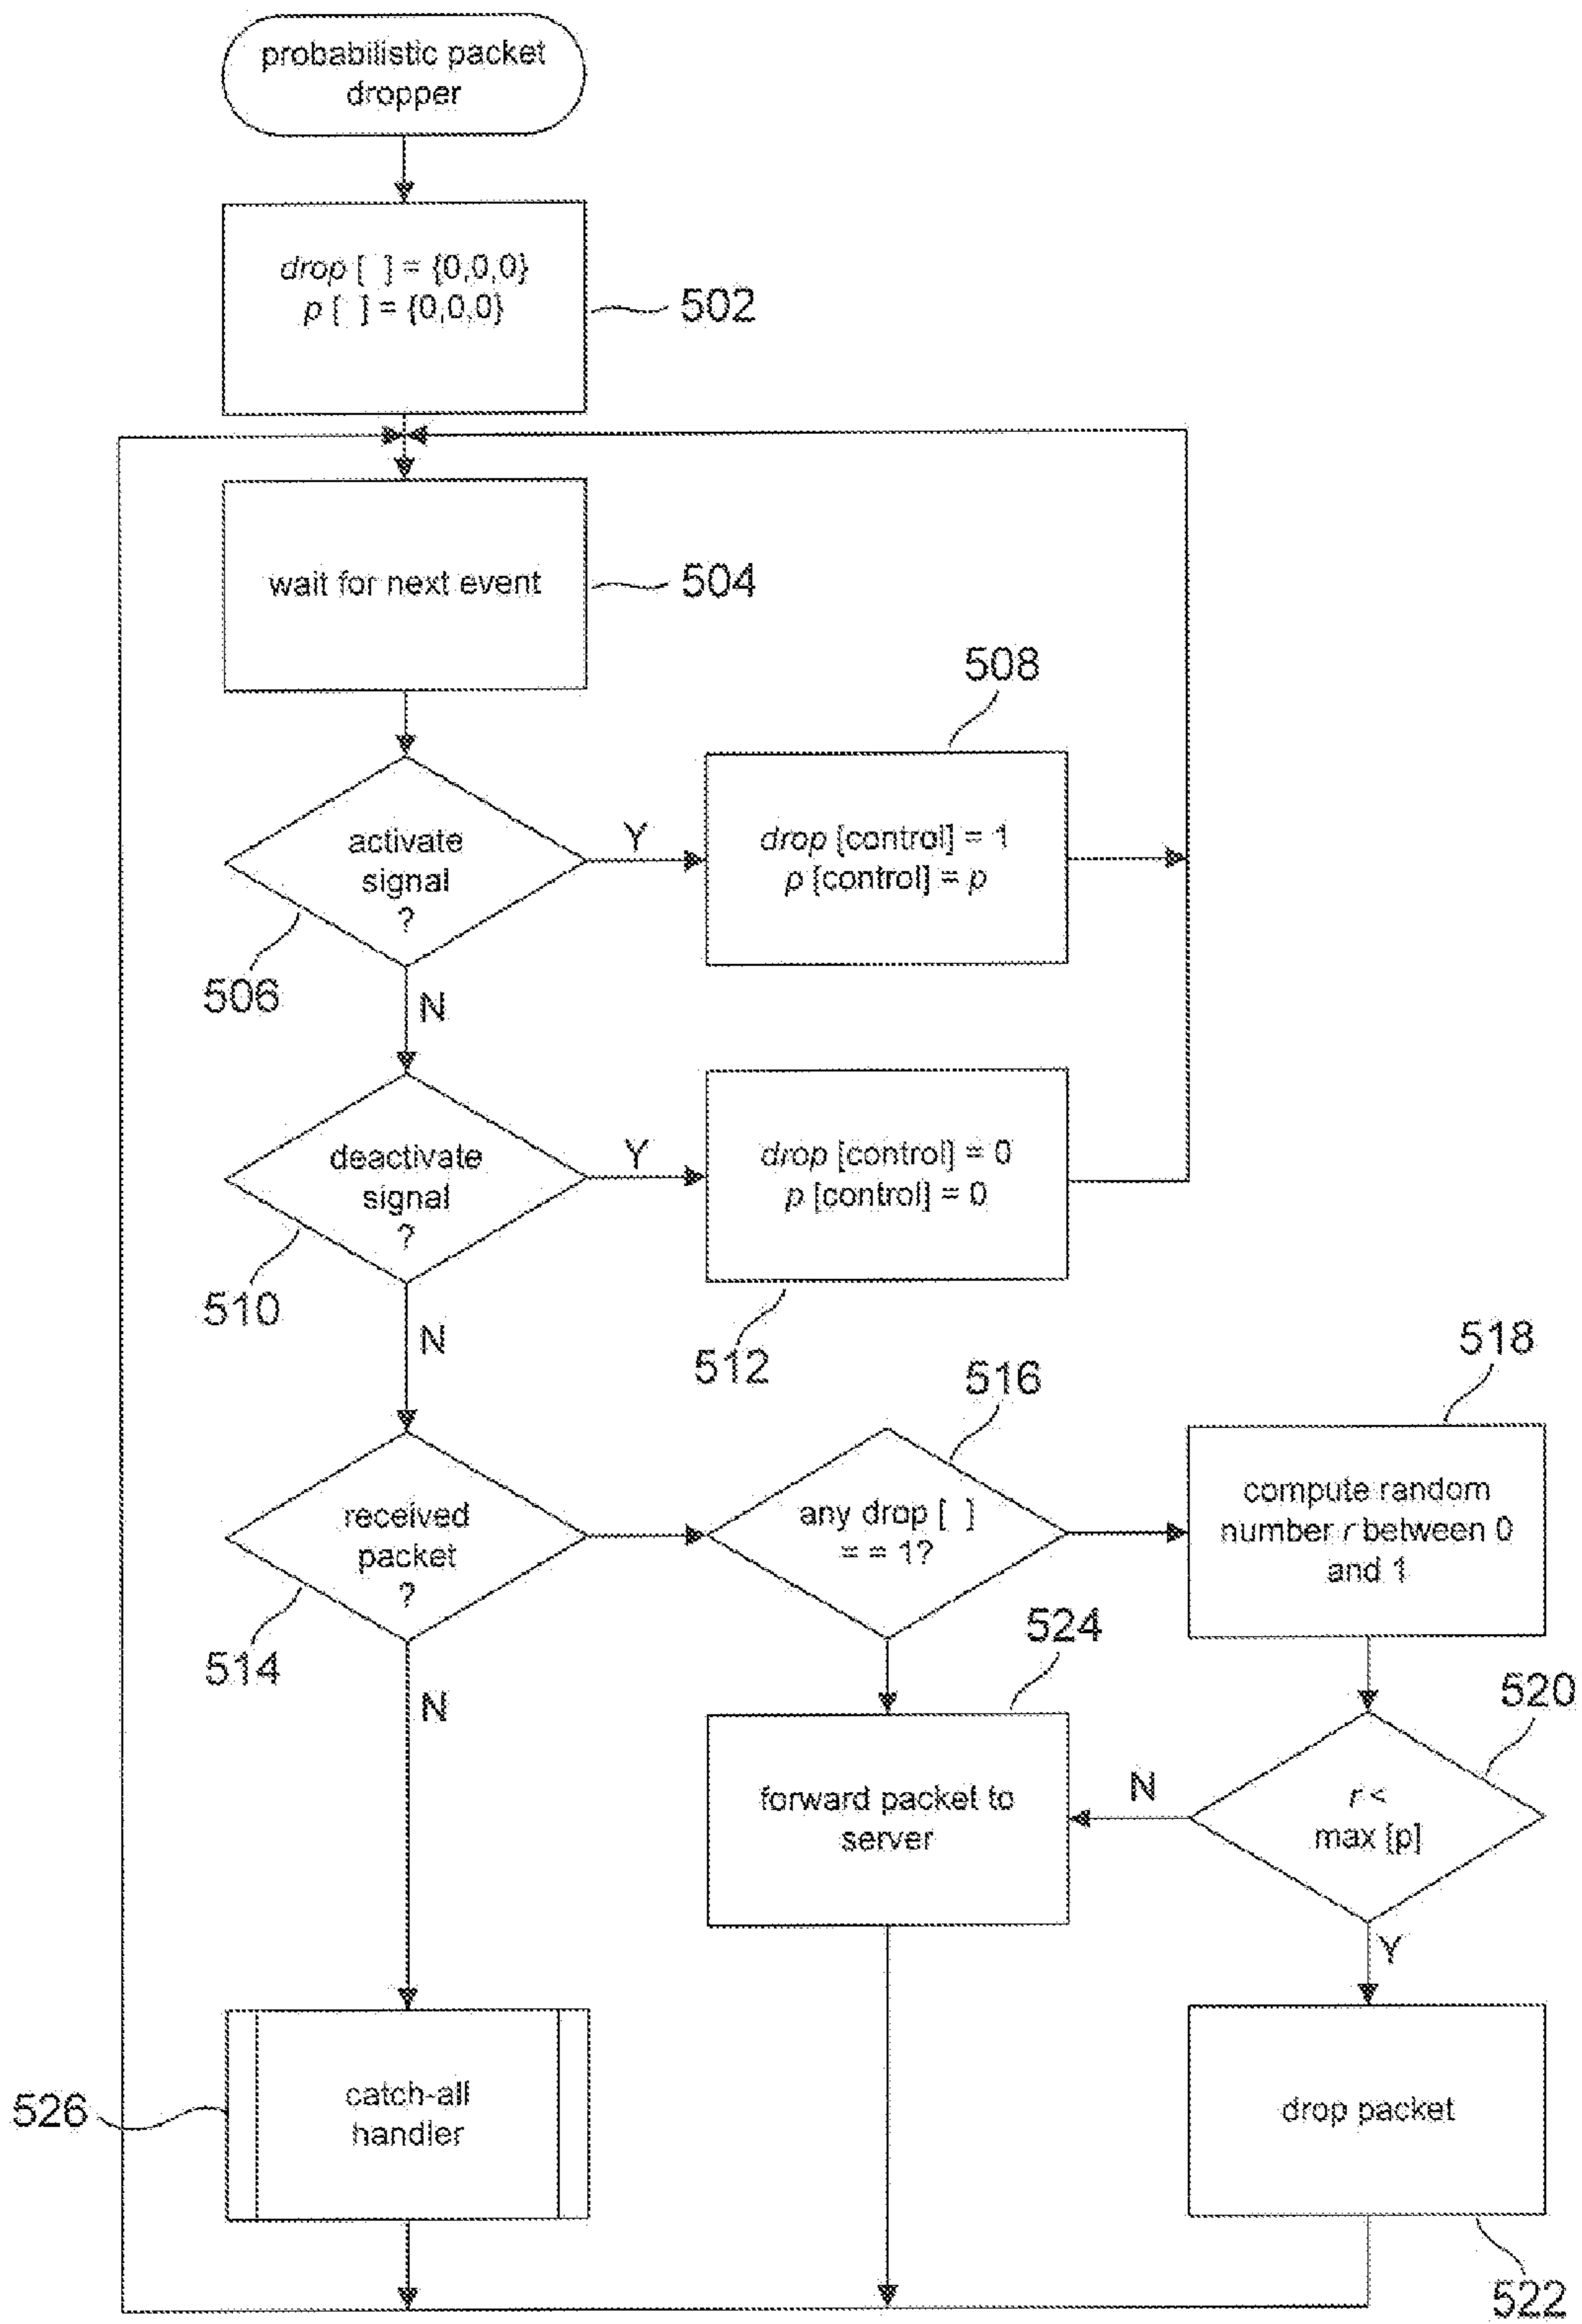 probabilistic packet
dropper
drop [ ] = {0,0,0}
p [ ] = {0,0,0}
502
wait for next event
504
508
activate
signal
?
Y
drop [control] = 1
p [control] = p
506
N
deactivate
signal
?
Y
drop [control] = 0
p [control] = 0
510
N
512
516
518
received
packet
?
any drop [ ]
= = 1?
compute random
number r between 0
and 1
514
N
524
520
forward packet to
server
N
r <
max [p]
Y
catch-all
handler
526
drop packet
522